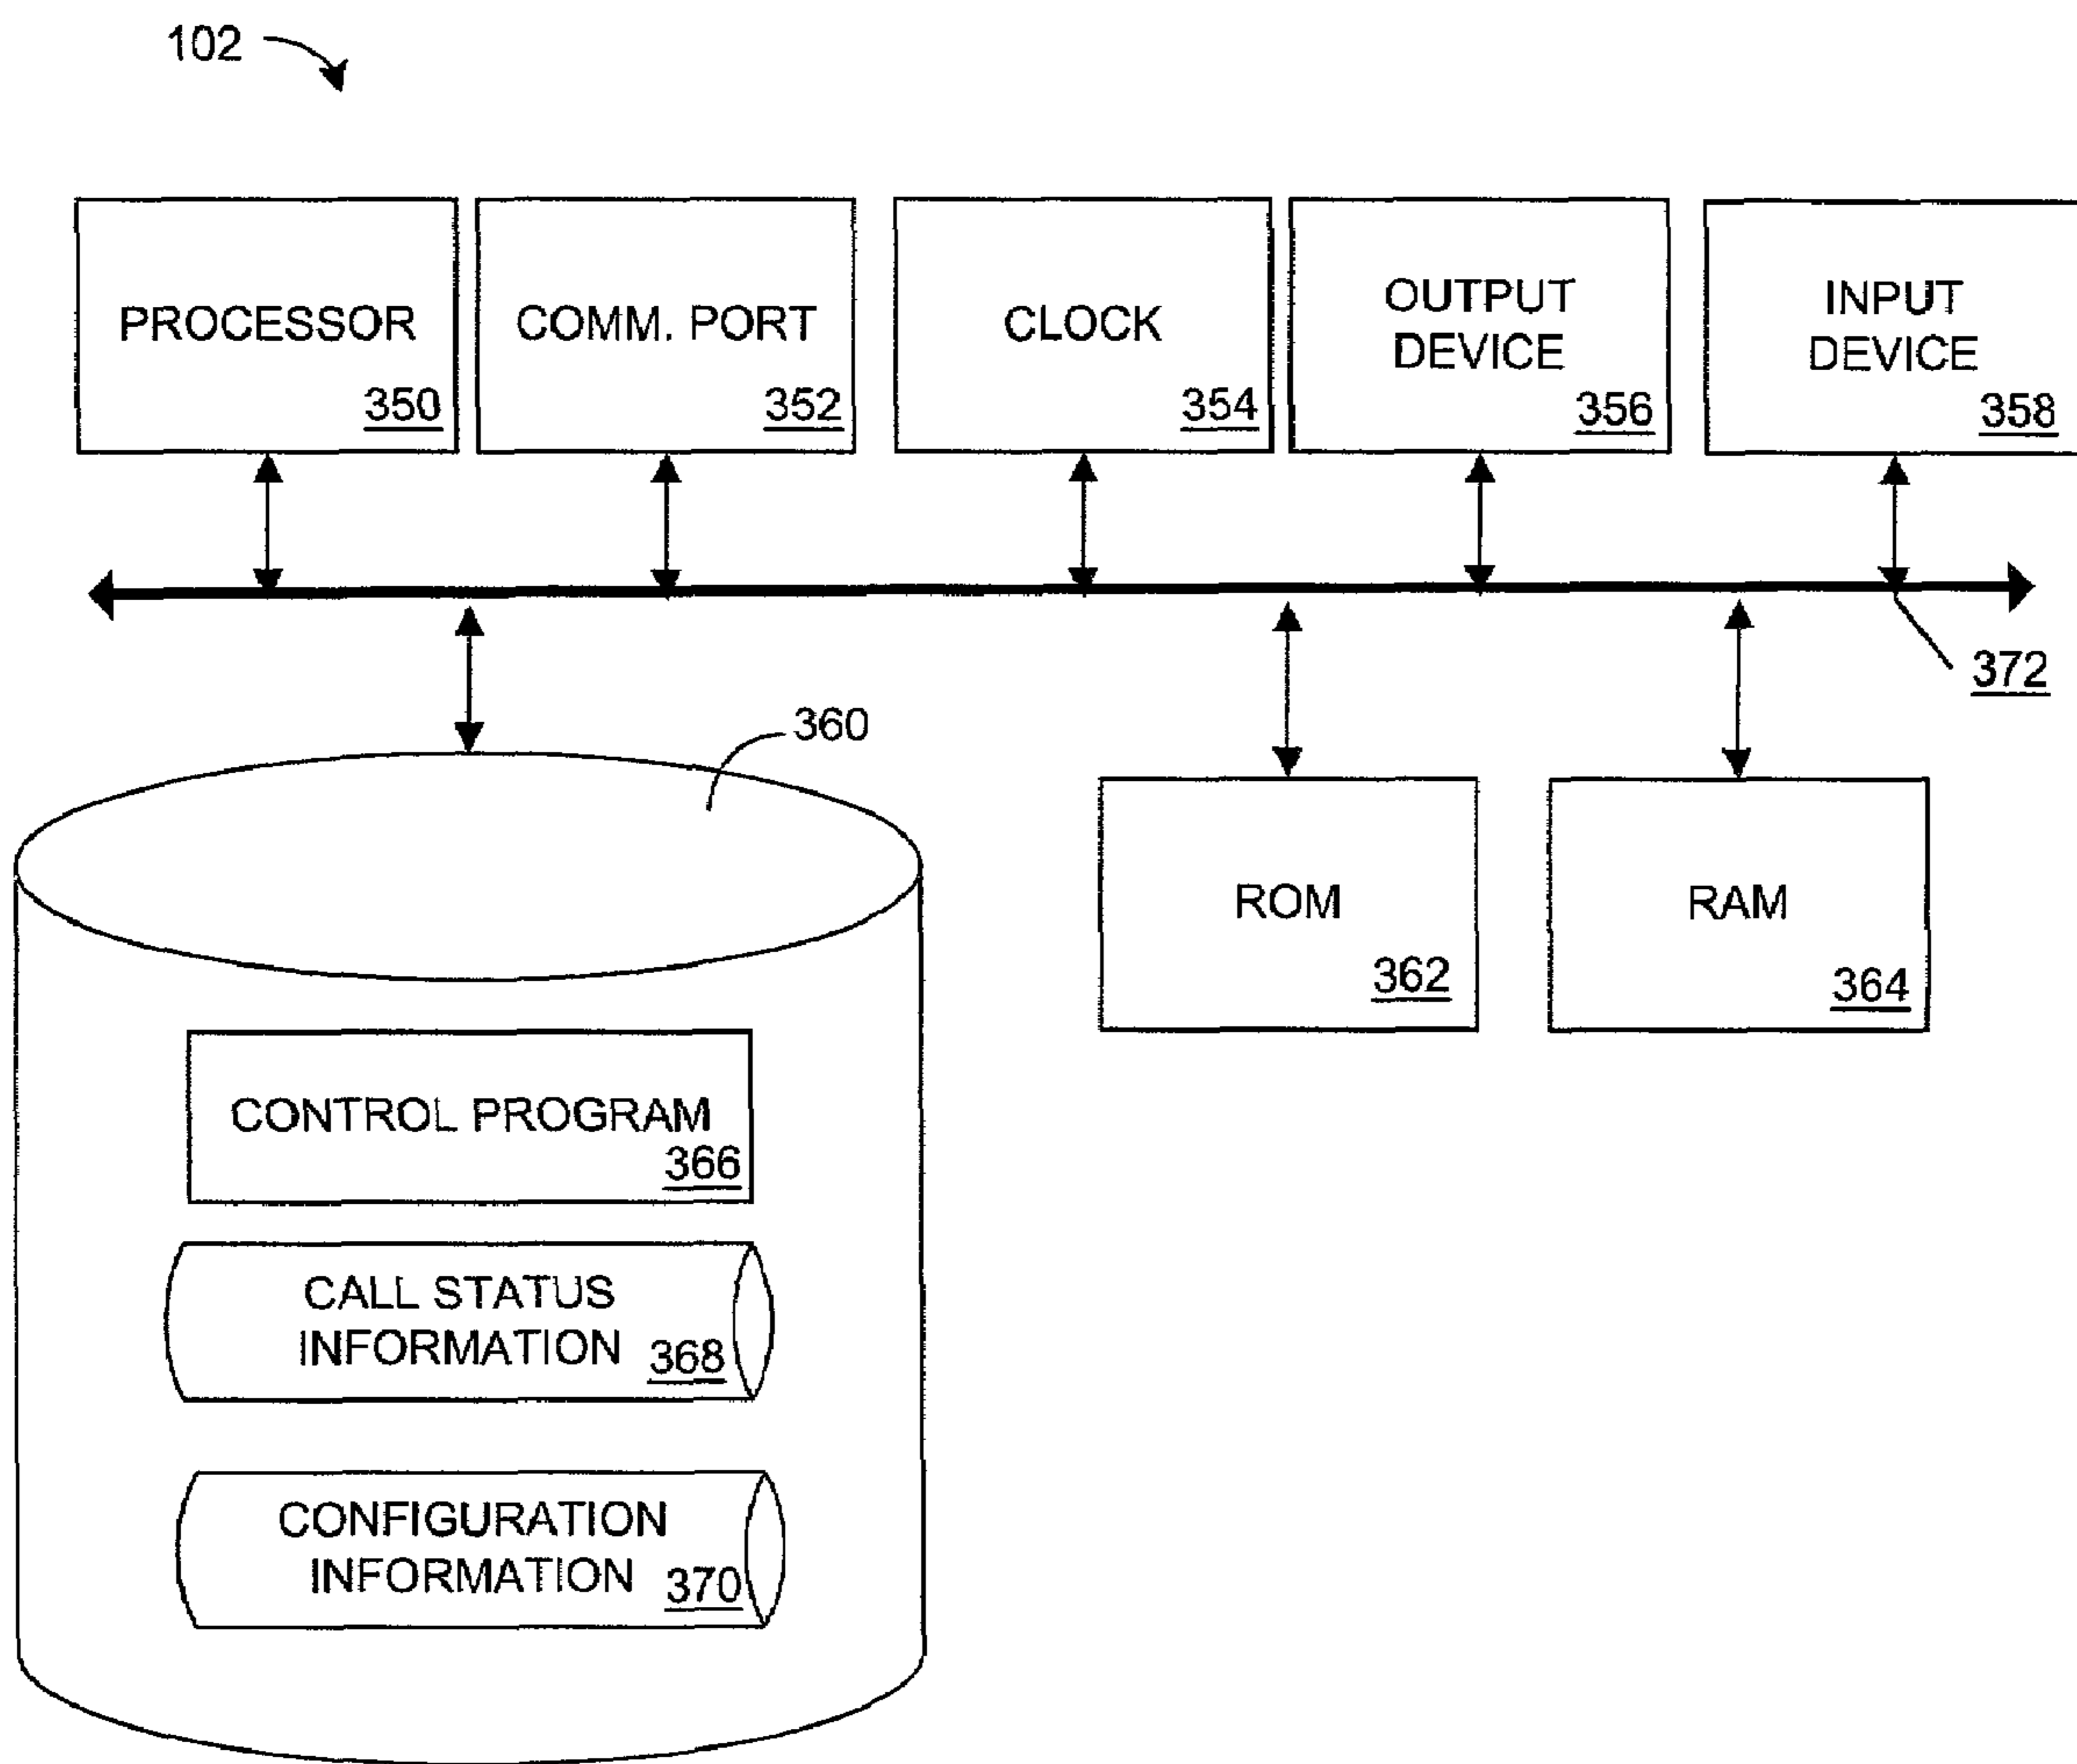 102
PROCESSOR
350
COMM. PORT
352
CLOCK
354
OUTPUT
DEVICE
356
INPUT
DEVICE
358
372
360
ROM
362
RAM
364
CONTROL PROGRAM
366
CALL STATUS
INFORMATION
368
CONFIGURATION
INFORMATION
370